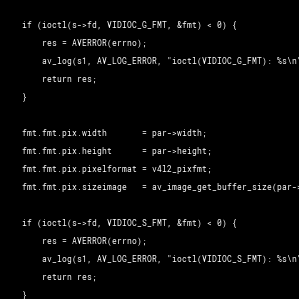 if (ioctl(s->fd, VIDIOC_G_FMT, &fmt) < 0) {
res = AVERROR(errno);
av_log(s1, AV_LOG_ERROR, "ioctl(VIDIOC_G_FMT): %s\n"
return res;
}
fmt.fmt.pix.width = par->width;
fmt.fmt.pix.height = par->height;
fmt.fmt.pix.pixelformat = v4l2_pixfmt;
fmt.fmt.pix.sizeimage = av_image_get_buffer_size(par->
if (ioctl(s->fd, VIDIOC_S_FMT, &fmt) < 0) {
res = AVERROR(errno);
av_log(s1, AV_LOG_ERROR, "ioctl(VIDIOC_S_FMT): %s\n"
return res;
}